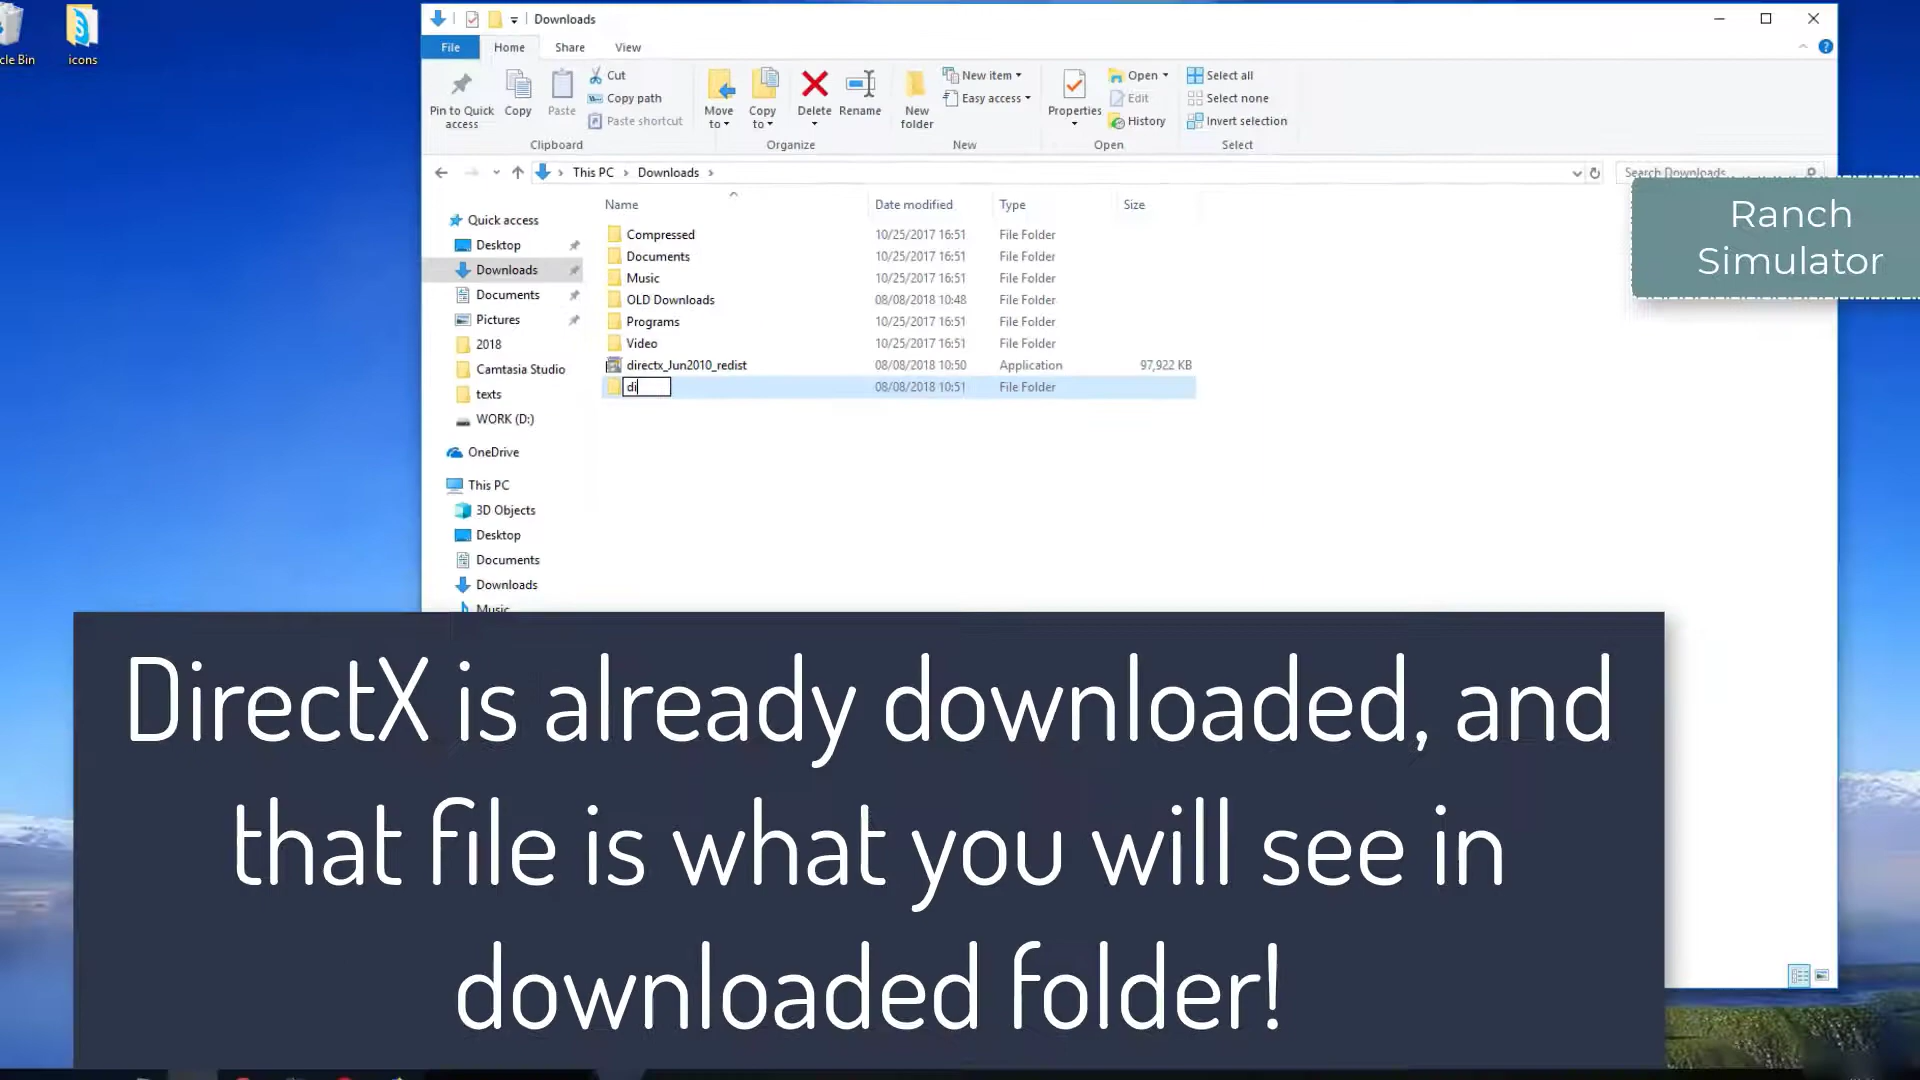 Downloads
cle Bin
icons
File
Home
Share
View
Pin to Quick
access
Copy
Paste
Cut
Copy path
Paste shortcut
Clipboard
Move
to
Copy
to
Delete
Rename
Organize
New
folder
New item
Easy access
New
Properties
Open
Edit
History
Open
Select all
Select none
Invert selection
Select
This PC
Downloads
Search Downloads
Ranch
Simulator
Quick access
Desktop
Downloads
Documents
Pictures
2018
Camtasia Studio
texts
WORK (D:)
OneDrive
This PC
3D Objects
Desktop
Documents
Downloads
Music
Name Date modified Type Size
Compressed 10/25/2017 16:51 File Folder
Documents 10/25/2017 16:51 File Folder
Music 10/25/2017 16:51 File Folder
OLD Downloads 08/08/2018 10:48 File Folder
Programs 10/25/2017 16:51 File Folder
Video 10/25/2017 16:51 File Folder
directx_Jun2010_redist 08/08/2018 10:50 Application 97,922 KB
di 08/08/2018 10:51 File Folder
DirectX is already downloaded, and
that file is what you will see in
downloaded folder!